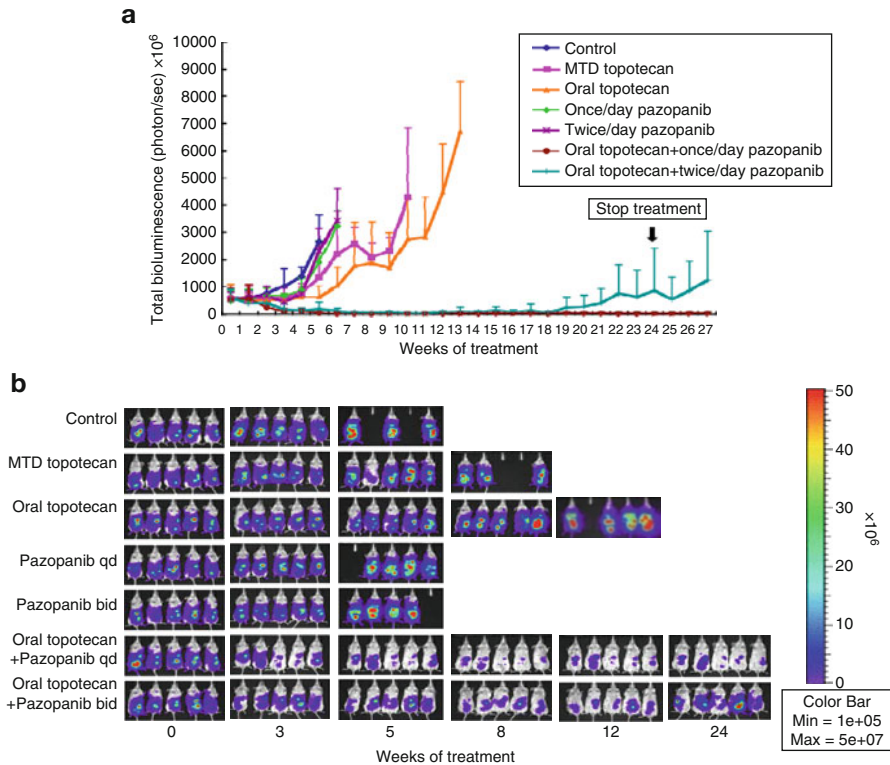 a
10000
9000
8000
7000
6000
5000
4000
3000
2000
1000
0
Total bioluminescence (photon/sec) ×10⁶
0 1 2 3 4 5 6 7 8 9 10 11 12 13 14 15 16 17 18 19 20 21 22 23 24 25 26 27
Weeks of treatment
Control
MTD topotecan
Oral topotecan
Once/day pazopanib
Twice/day pazopanib
Oral topotecan+once/day pazopanib
Oral topotecan+twice/day pazopanib
Stop treatment
b
Control
MTD topotecan
Oral topotecan
Pazopanib qd
Pazopanib bid
Oral topotecan
+Pazopanib qd
Oral topotecan
+Pazopanib bid
0 3 5 8 12 24
Weeks of treatment
50
40
30
20
10
0
×10⁶
Color Bar
Min = 1e+05
Max = 5e+07